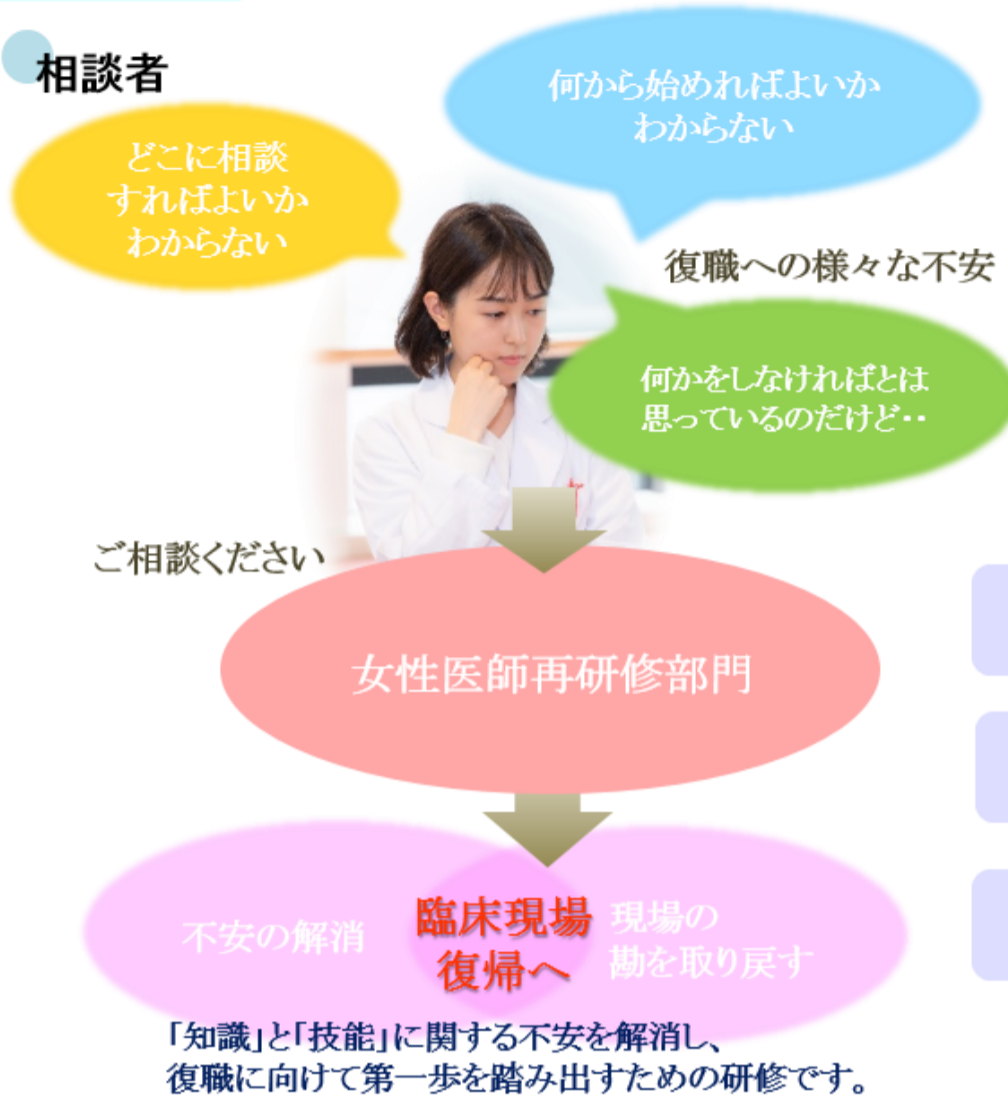 相談者
何から始めればよいか
わからない
どこに相談
すればよいか
わからない
復職への様々な不安
何かをしなければとは
思っているのだけど‥
ご相談ください
女性医師再研修部門
不安の解消
臨床現場
復帰へ
現場の
勘を取り戻す
「知識」と「技能」に関する不安を解消し、
復職に向けて第一歩を踏み出すための研修です。